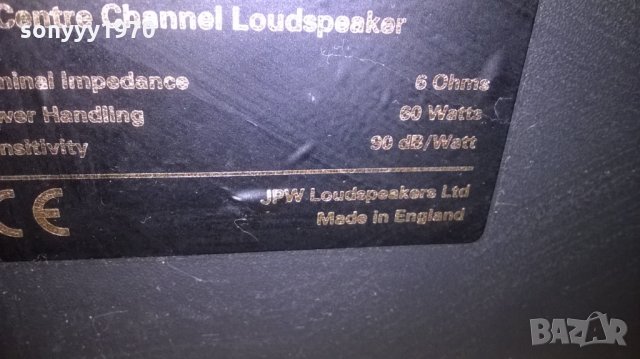 sonyyy1970
Centre Channel Loudspeaker
minal Impedance 6 Ohms
wer Handling 60 Watts
nsitivity 90 dB/Watt
CE
JPW Loudspeakers Ltd
Made in England
BAZAR